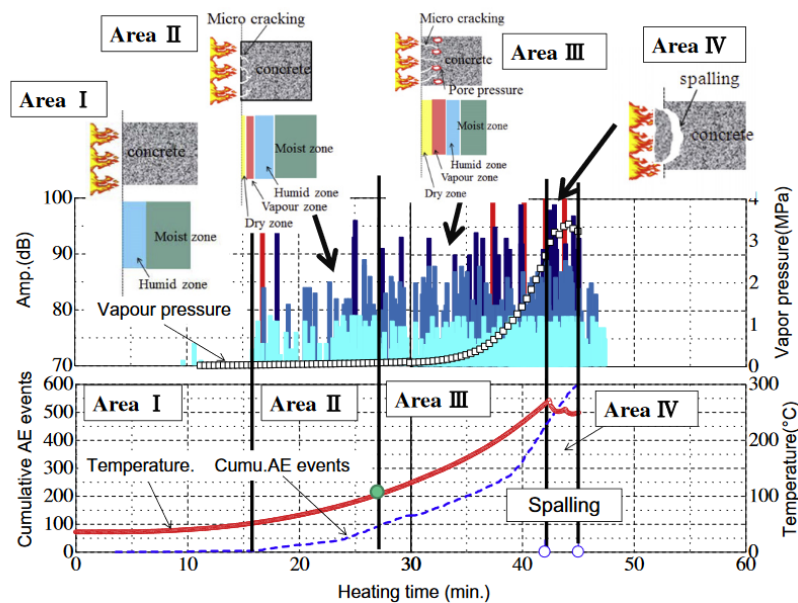 Area Ⅰ
concrete
Moist zone
Humid zone
Area Ⅱ
Micro cracking
concrete
Moist zone
Humid zone
Vapour zone
Dry zone
Area Ⅲ
Micro cracking
concrete
Pore pressure
Moist zone
Humid zone
Vapour zone
Dry zone
Area Ⅳ
spalling
concrete
Amp.(dB)
100
90
80
70
Vapour pressure
4
3
2
1
0
Vapor pressure(MPa)
Cumulative AE events
600
500
400
300
200
100
0
Area Ⅰ
Area Ⅱ
Area Ⅲ
Area Ⅳ
Temperature.
Cumu.AE events
Spalling
300
200
100
0
Temperature(°C)
0
10
20
30
40
50
60
Heating time (min.)